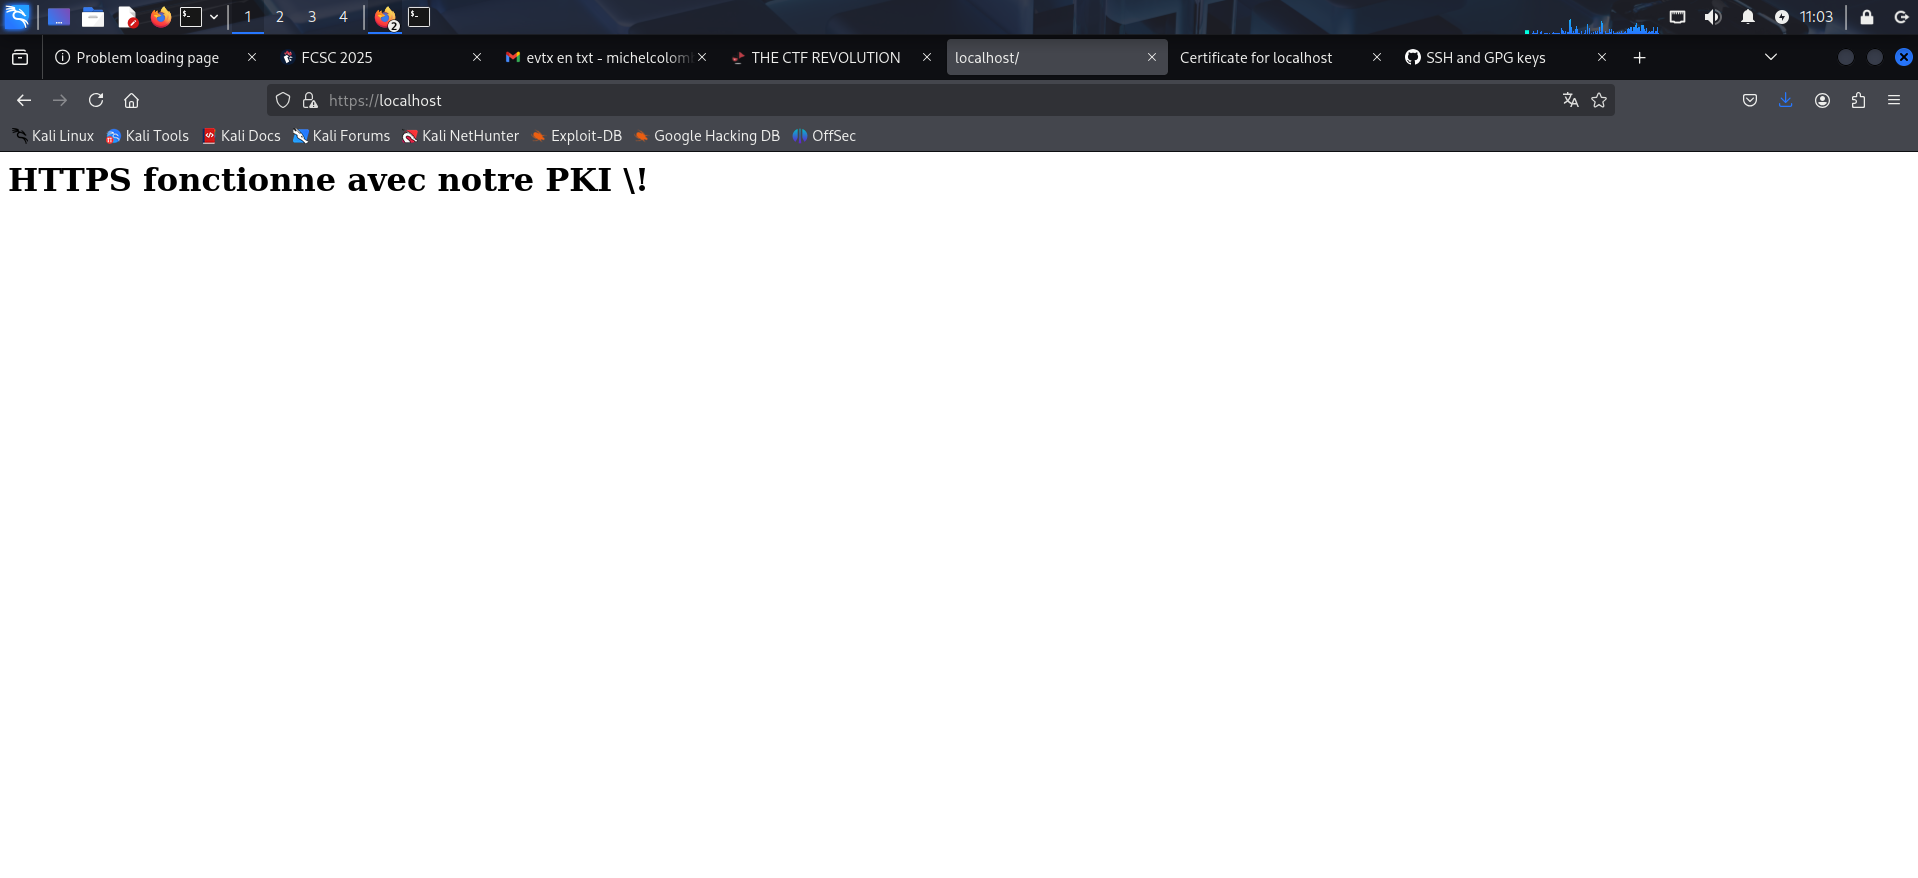 1 2 3 4 2 11:03
Problem loading page FCSC 2025 evtx en txt - michelcolom THE CTF REVOLUTION localhost/ Certificate for localhost SSH and GPG keys
https://localhost
Kali Linux Kali Tools Kali Docs Kali Forums Kali NetHunter Exploit-DB Google Hacking DB OffSec
HTTPS fonctionne avec notre PKI \!